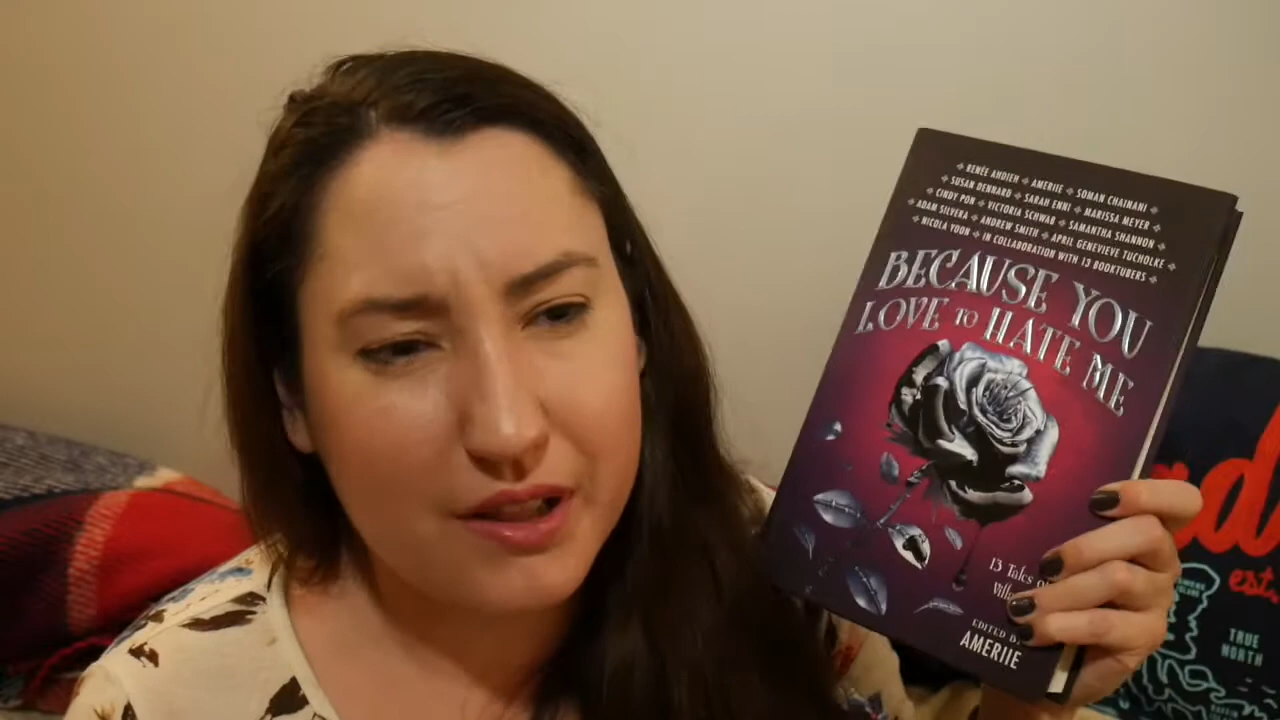 ✧ RENÉE AHDIEH ✧ AMERIIE ✧ SOMAN CHAINANI ✧
✧ SUSAN DENNARD ✧ SARAH ENNI ✧ MARISSA MEYER ✧
✧ CINDY PON ✧ VICTORIA SCHWAB ✧ SAMANTHA SHANNON ✧
✧ ADAM SILVERA ✧ ANDREW SMITH ✧ APRIL GENEVIEVE TUCHOLKE ✧
✧ NICOLA YOON ✧ IN COLLABORATION WITH 13 BOOKTUBERS ✧
BECAUSE YOU
LOVE TO HATE ME
13 Tales
EDITED
AMERIIE
est.
TRUE
NORTH